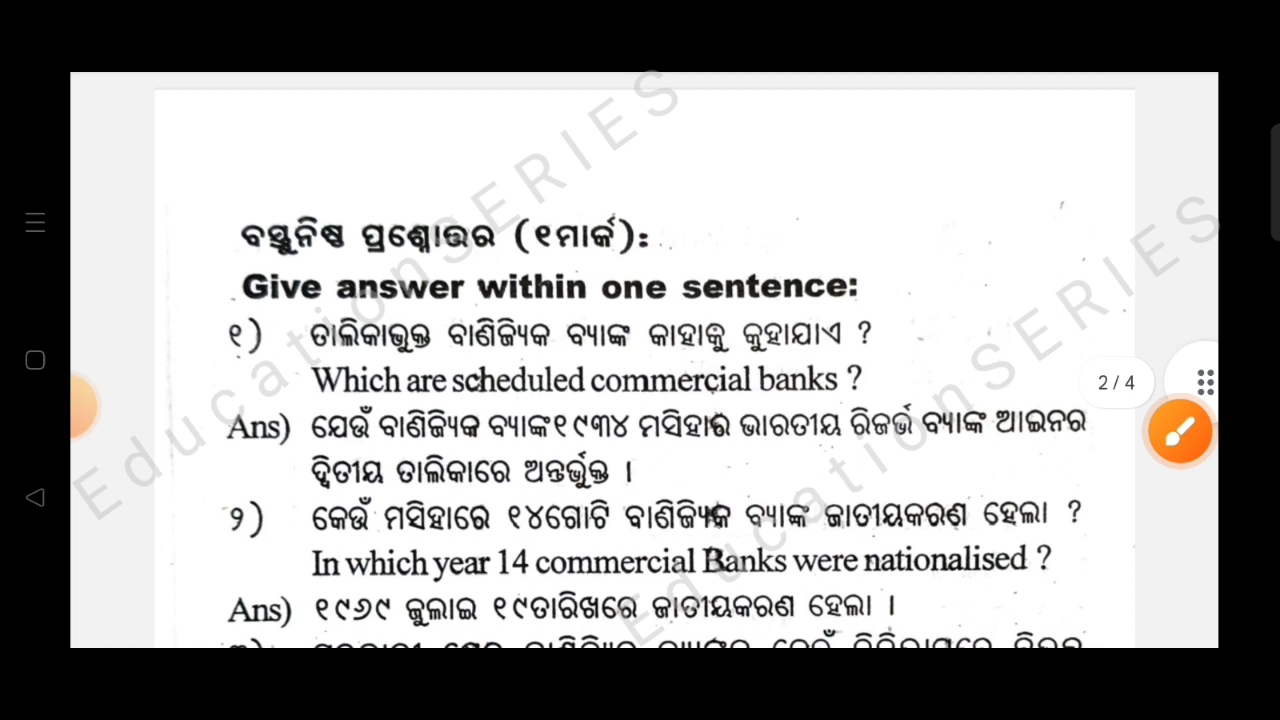 ବସ୍ତୁନିଷ୍ଠ ପ୍ରଶ୍ନୋତ୍ତର (୧ମାର୍କ):
Give answer within one sentence:
୧) ତାଲିକାଭୁକ୍ତ ବାଣିଜ୍ୟିକ ବ୍ୟାଙ୍କ କାହାକୁ କୁହାଯାଏ ?
Which are scheduled commercial banks ?
2 / 4
Ans) ଯେଉଁ ବାଣିଜ୍ୟିକ ବ୍ୟାଙ୍କ ୧୯୩୪ ମସିହାର ଭାରତୀୟ ରିଜର୍ଭ ବ୍ୟାଙ୍କ ଆଇନର
ଦ୍ଵିତୀୟ ତାଲିକାରେ ଅନ୍ତର୍ଭୁକ୍ତ ।
୨) କେଉଁ ମସିହାରେ ୧୪ଗୋଟି ବାଣିଜ୍ୟିକ ବ୍ୟାଙ୍କ ଜାତୀୟକରଣ ହେଲା ?
In which year 14 commercial Banks were nationalised ?
Ans) ୧୯୬୯ ଜୁଲାଇ ୧୯ତାରିଖରେ ଜାତୀୟକରଣ ହେଲା ।
EducationSERIES
EducationSERIES